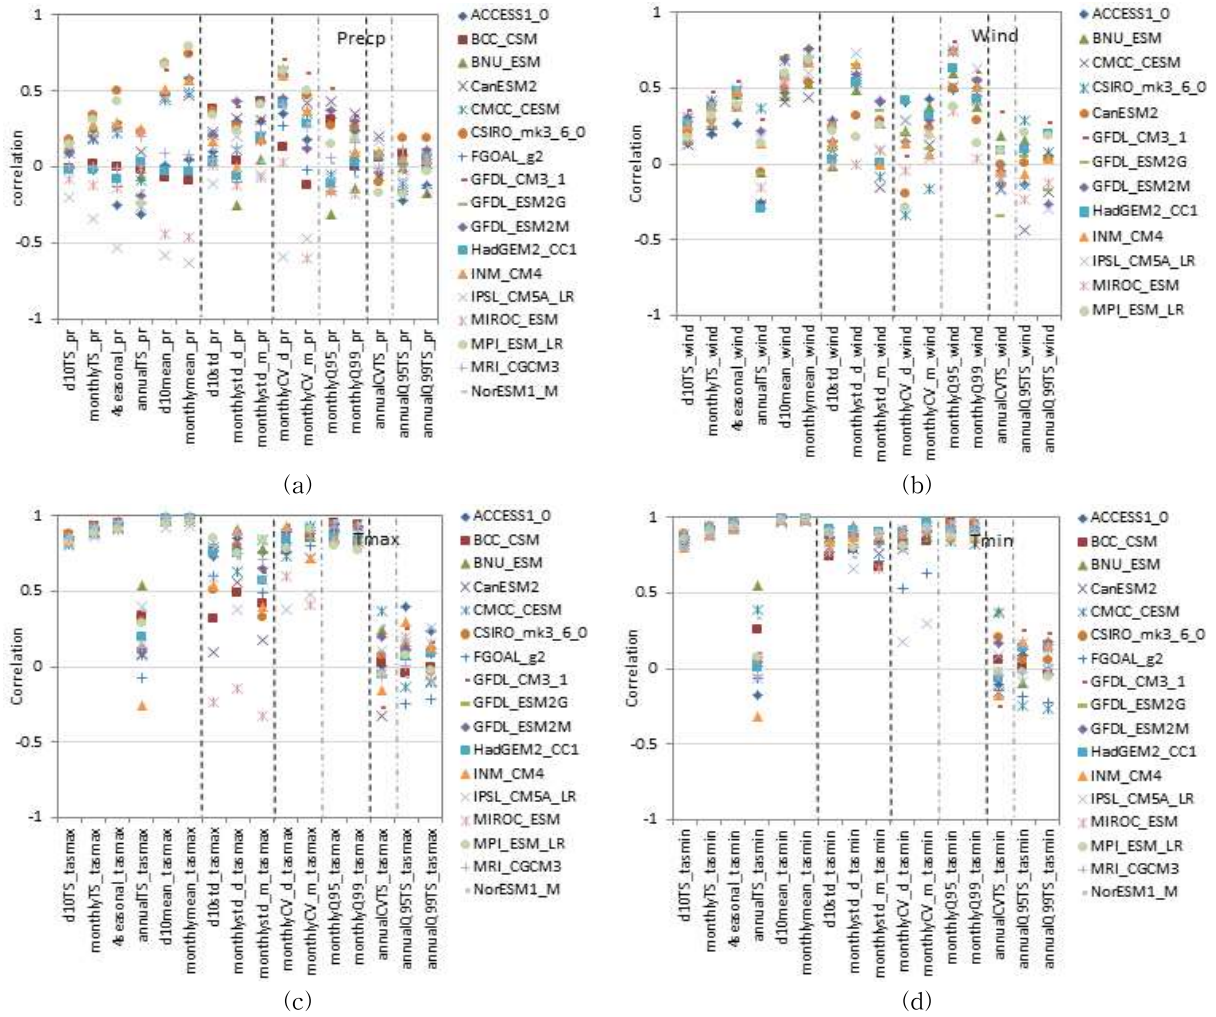 1
0.5
0
-0.5
-1
correlation
Precp
d10TS_pr
monthlyTS_pr
4seasonal_pr
annualTS_pr
d10mean_pr
monthlymean_pr
d10std_pr
monthlystd_d_pr
monthlystd_m_pr
monthlyCV_d_pr
monthlyCV_m_pr
monthlyQ95_pr
monthlyQ99_pr
annualCVTS_pr
annualQ95TS_pr
annualQ99TS_pr
ACCESS1_0
BCC_CSM
BNU_ESM
CanESM2
CMCC_CESM
CSIRO_mk3_6_0
FGOAL_g2
GFDL_CM3_1
GFDL_ESM2G
GFDL_ESM2M
HadGEM2_CC1
INM_CM4
IPSL_CM5A_LR
MIROC_ESM
MPI_ESM_LR
MRI_CGCM3
NorESM1_M
(a)
1
0.5
0
-0.5
-1
Correlation
Wind
d10TS_wind
monthlyTS_wind
4seasonal_wind
annualTS_wind
d10mean_wind
monthlymean_wind
d10std_wind
monthlystd_d_wind
monthlystd_m_wind
monthlyCV_d_wind
monthlyCV_m_wind
monthlyQ95_wind
monthlyQ99_wind
annualCVTS_wind
annualQ95TS_wind
annualQ99TS_wind
ACCESS1_0
BNU_ESM
CMCC_CESM
CSIRO_mk3_6_0
CanESM2
GFDL_CM3_1
GFDL_ESM2G
GFDL_ESM2M
HadGEM2_CC1
INM_CM4
IPSL_CM5A_LR
MIROC_ESM
MPI_ESM_LR
(b)
1
0.5
0
-0.5
-1
Correlation
Tmax
d10TS_tasmax
monthlyTS_tasmax
4seasonal_tasmax
annualTS_tasmax
d10mean_tasmax
monthlymean_tasmax
d10std_tasmax
monthlystd_d_tasmax
monthlystd_m_tasmax
monthlyCV_d_tasmax
monthlyCV_m_tasmax
monthlyQ95_tasmax
monthlyQ99_tasmax
annualCVTS_tasmax
annualQ95TS_tasmax
annualQ99TS_tasmax
ACCESS1_0
BCC_CSM
BNU_ESM
CanESM2
CMCC_CESM
CSIRO_mk3_6_0
FGOAL_g2
GFDL_CM3_1
GFDL_ESM2G
GFDL_ESM2M
HadGEM2_CC1
INM_CM4
IPSL_CM5A_LR
MIROC_ESM
MPI_ESM_LR
MRI_CGCM3
NorESM1_M
(c)
1
0.5
0
-0.5
-1
Correlation
Tmin
d10TS_tasmin
monthlyTS_tasmin
4seasonal_tasmin
annualTS_tasmin
d10mean_tasmin
monthlymean_tasmin
d10std_tasmin
monthlystd_d_tasmin
monthlystd_m_tasmin
monthlyCV_d_tasmin
monthlyCV_m_tasmin
monthlyQ95_tasmin
monthlyQ99_tasmin
annualCVTS_tasmin
annualQ95TS_tasmin
annualQ99TS_tasmin
ACCESS1_0
BCC_CSM
BNU_ESM
CanESM2
CMCC_CESM
CSIRO_mk3_6_0
FGOAL_g2
GFDL_CM3_1
GFDL_ESM2G
GFDL_ESM2M
HadGEM2_CC1
INM_CM4
IPSL_CM5A_LR
MIROC_ESM
MPI_ESM_LR
MRI_CGCM3
NorESM1_M
(d)